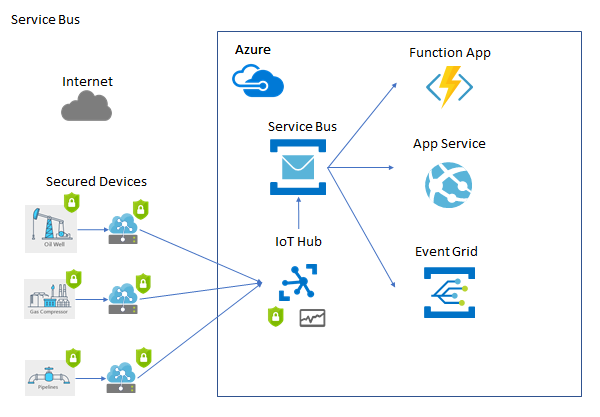 Service Bus
Azure
Function App
Internet
Service Bus
App Service
Secured Devices
Oil Well
IoT Hub
Event Grid
Gas Compressor
Pipelines